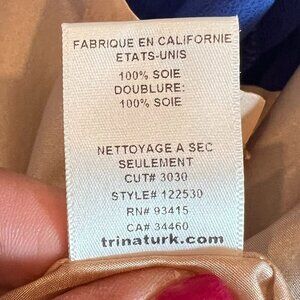 FABRIQUE EN CALIFORNIE
ETATS-UNIS
100% SOIE
DOUBLURE:
100% SOIE
NETTOYAGE A SEC
SEULEMENT
CUT# 3030
STYLE# 122530
RN# 93415
CA# 34460
trinaturk.com